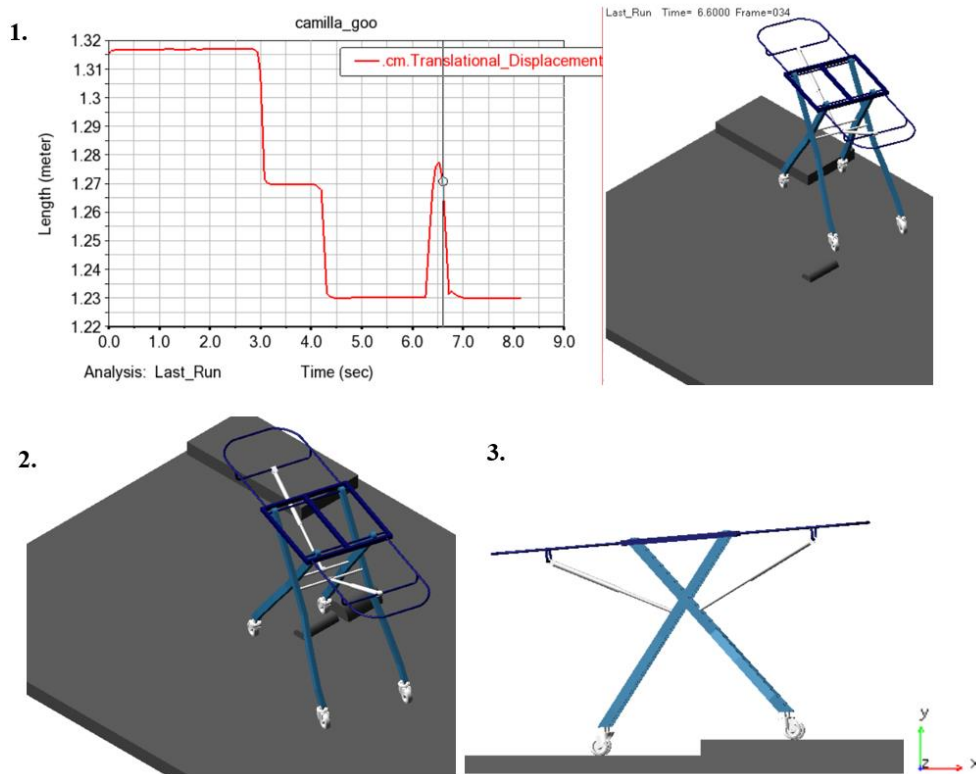 1.
camilla_goo
1.32
1.31
1.3
1.29
1.28
1.27
1.26
1.25
1.24
1.23
1.22
Length (meter)
.cm.Translational_Displacement
0.0 1.0 2.0 3.0 4.0 5.0 6.0 7.0 8.0 9.0
Analysis: Last_Run Time (sec)
Last_Run Time= 6.6000 Frame=034
2.
3.
y
z x